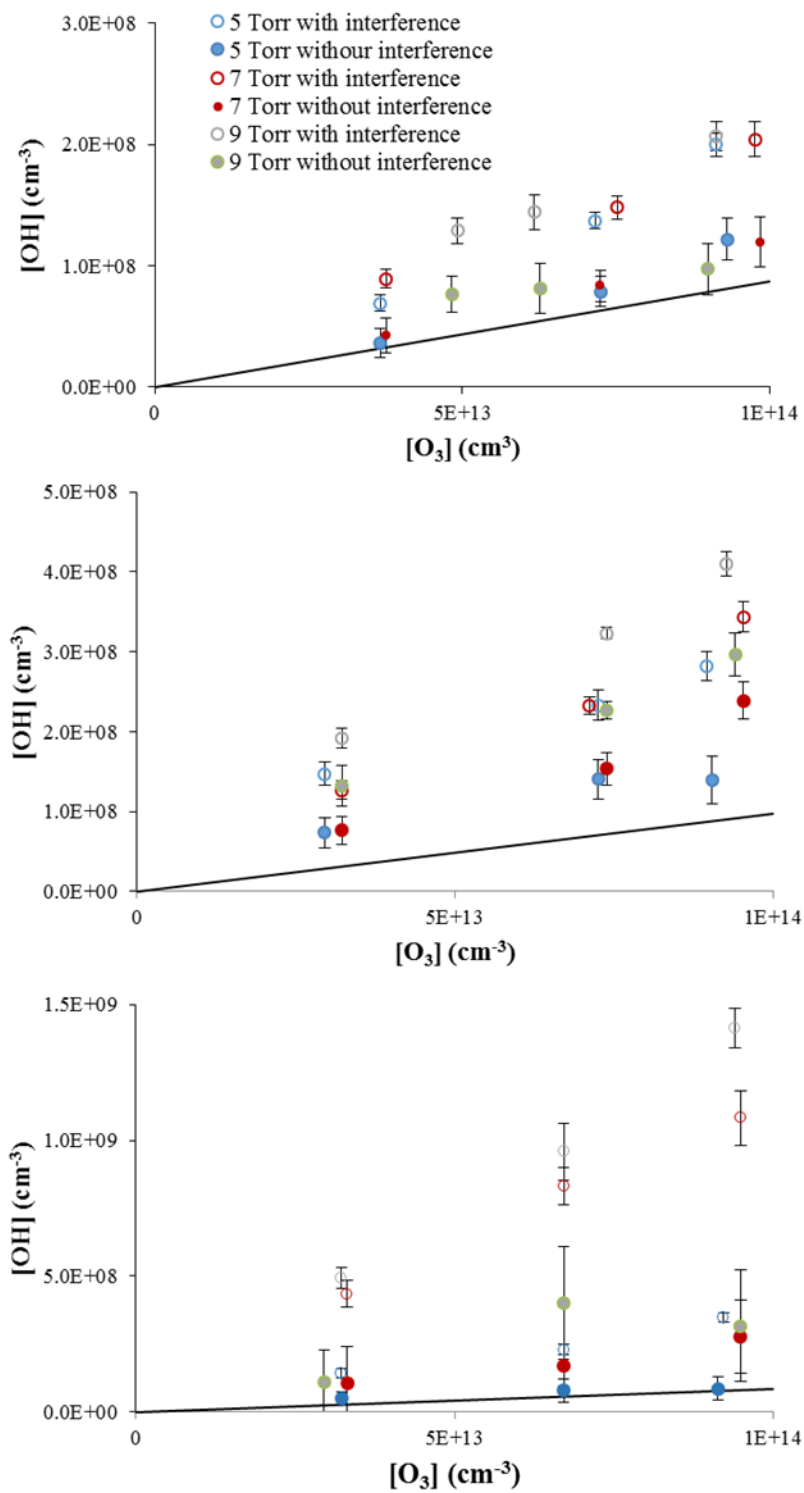 3.0E+08
5 Torr with interference
5 Torr withour interference
7 Torr with interference
7 Torr without interference
9 Torr with interference
9 Torr without interference
2.0E+08
[OH] (cm-3)
1.0E+08
0.0E+00
0
5E+13
1E+14
[O3] (cm3)
5.0E+08
4.0E+08
[OH] (cm-3)
3.0E+08
2.0E+08
1.0E+08
0.0E+00
0
5E+13
1E+14
[O3] (cm-3)
1.5E+09
[OH] (cm-3)
1.0E+09
5.0E+08
0.0E+00
0
5E+13
1E+14
[O3] (cm-3)